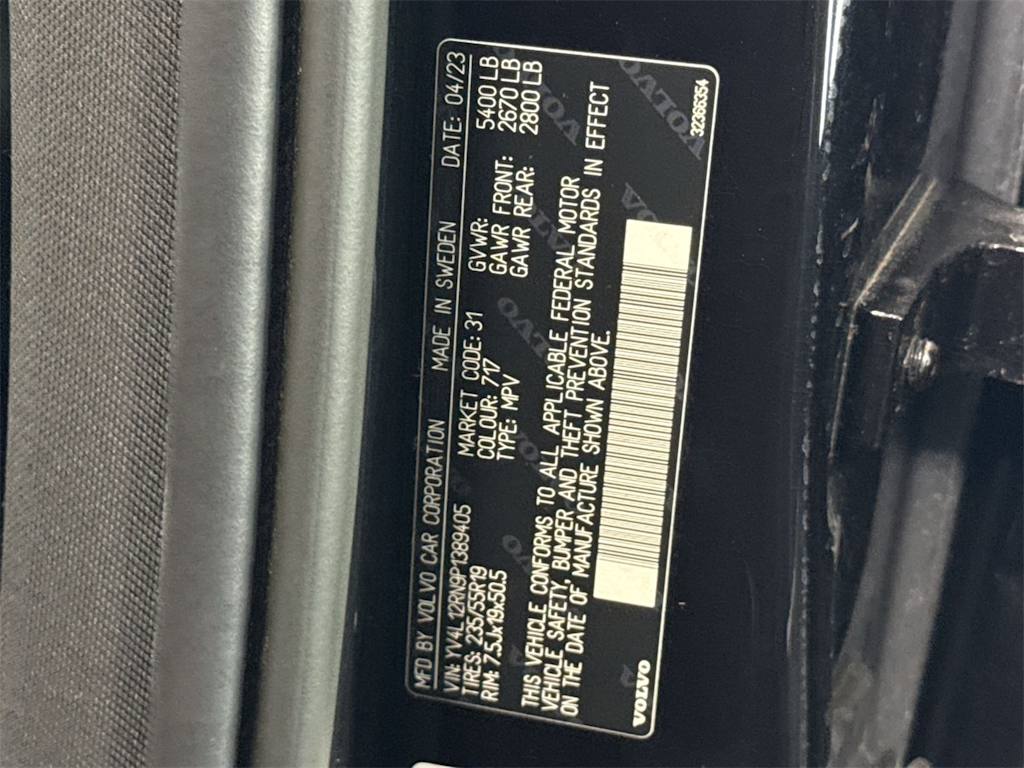 MFD BY VOLVO CAR CORPORATION MADE IN SWEDEN DATE: 04/23
VIN: YV4L12RN9P1389405 MARKET CODE: 31 GVWR: 5400 LB
TIRES: 235/55R19 COLOUR: 717 GAWR FRONT: 2670 LB
RIM: 7.5Jx19x50.5 TYPE: MPV GAWR REAR: 2800 LB
THIS VEHICLE CONFORMS TO ALL APPLICABLE FEDERAL MOTOR
VEHICLE SAFETY, BUMPER AND THEFT PREVENTION STANDARDS IN EFFECT
ON THE DATE OF MANUFACTURE SHOWN ABOVE.
VOLVO 32366354